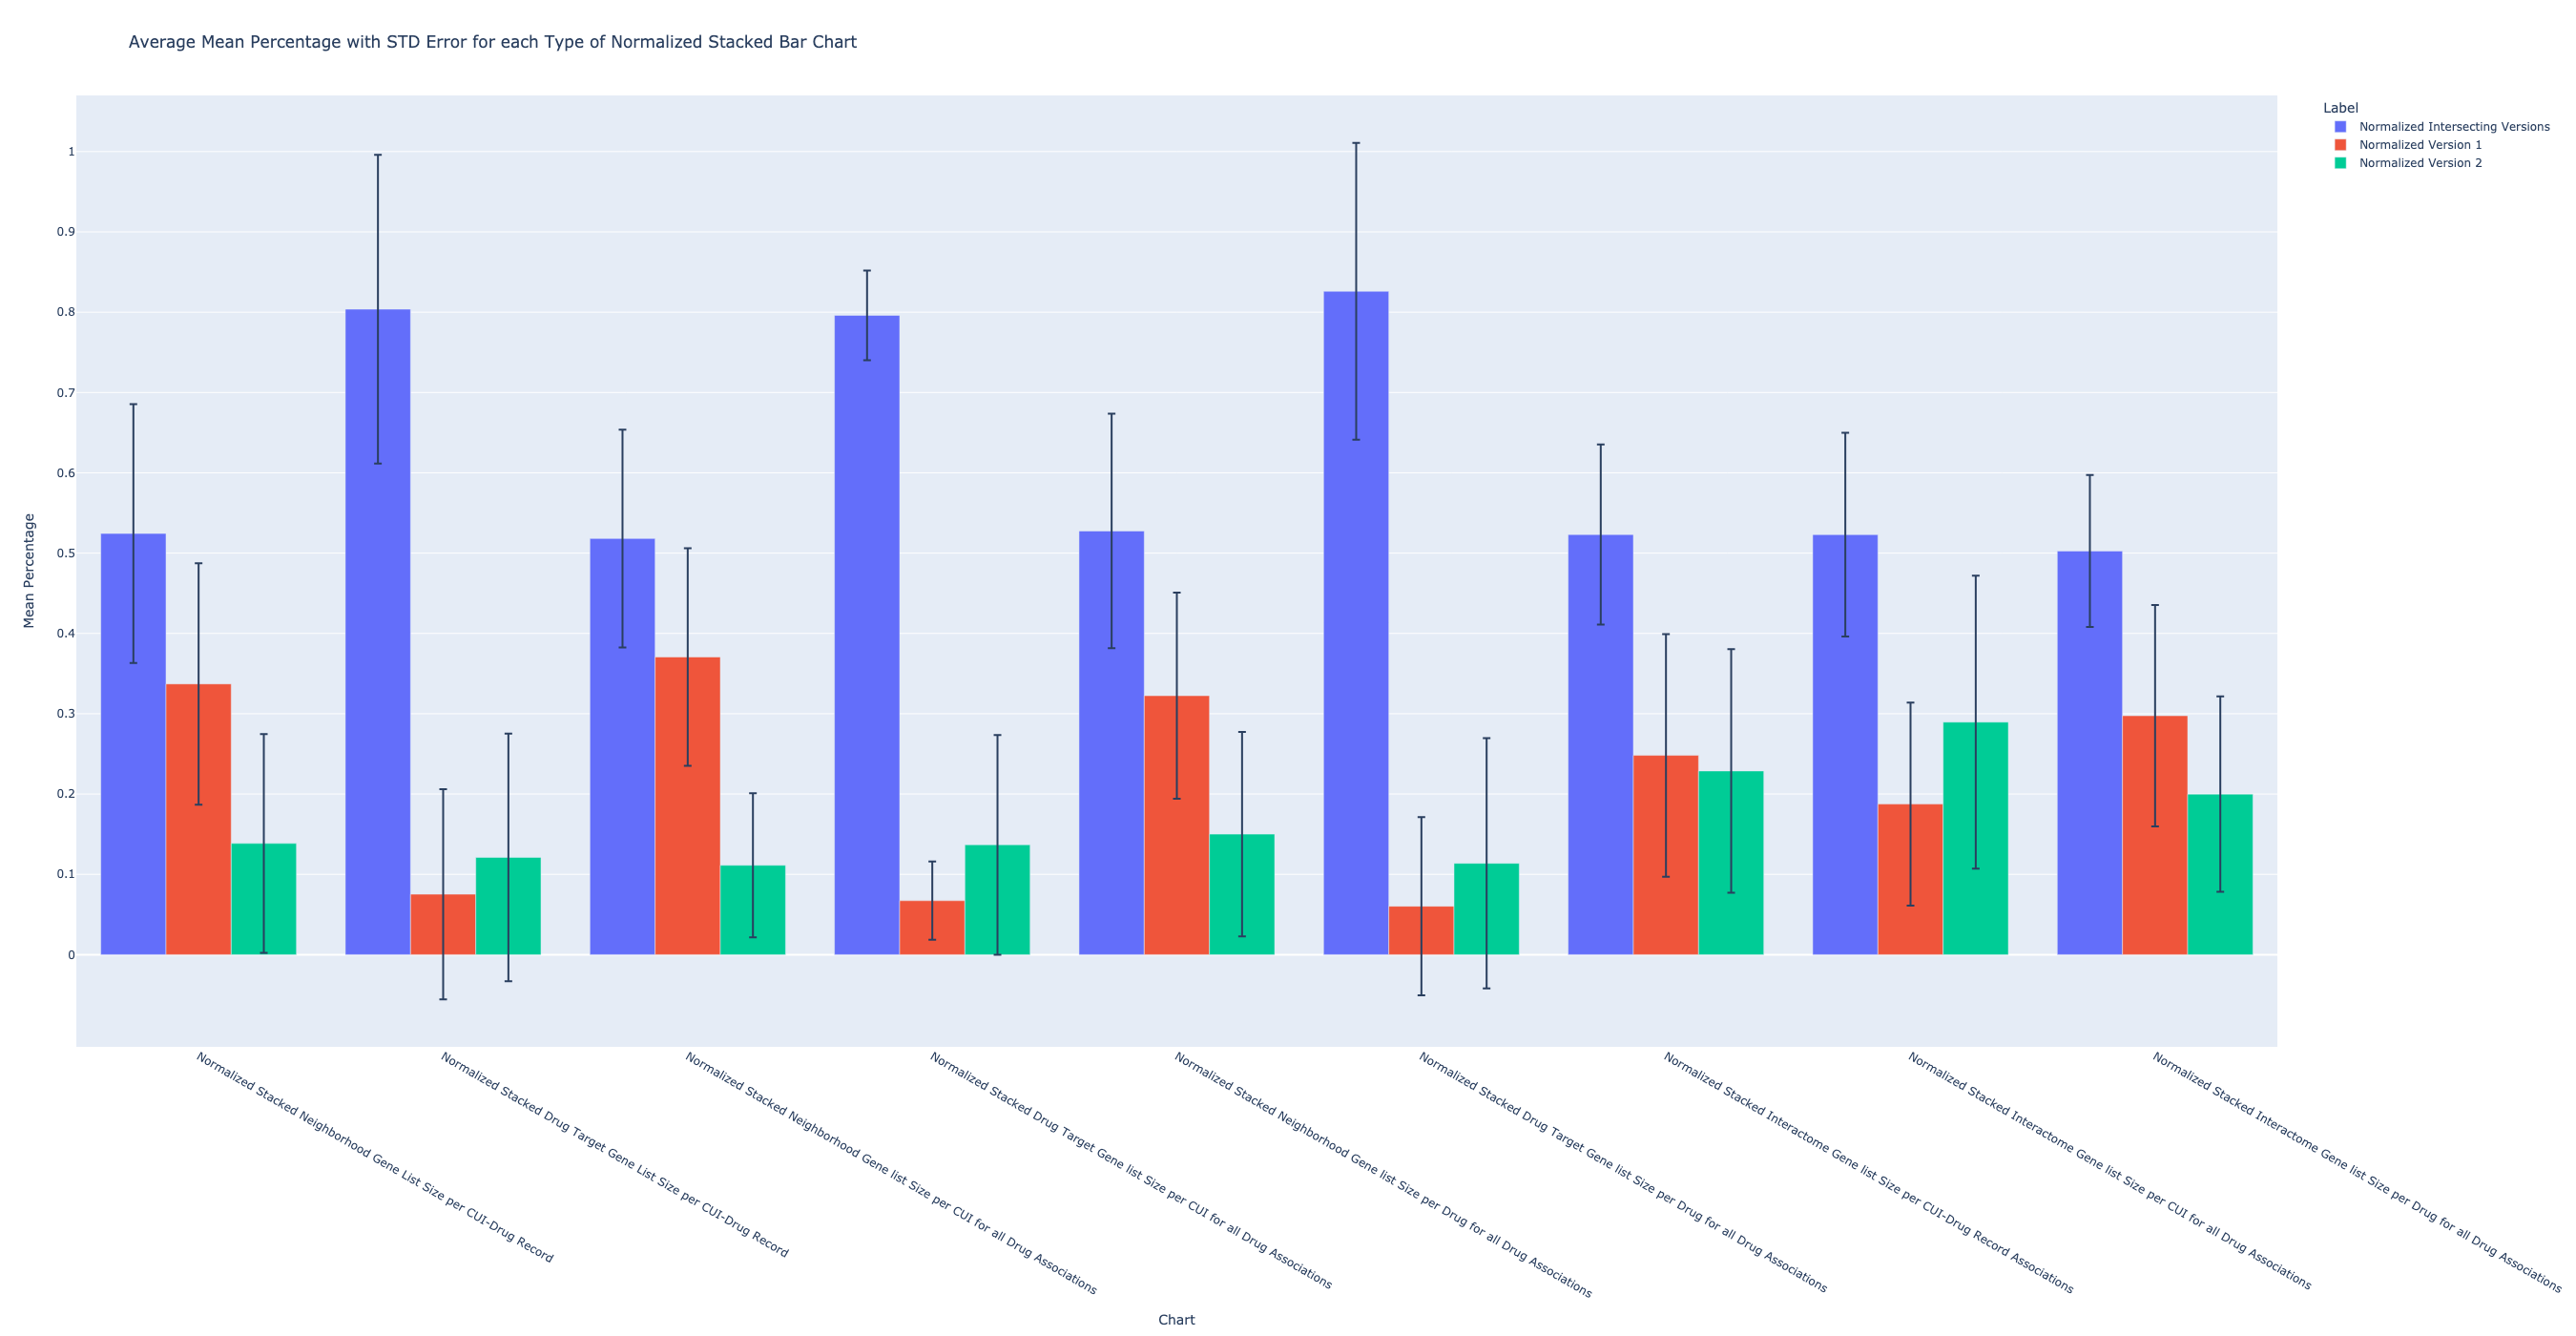 Average Mean Percentage with STD Error for each Type of Normalized Stacked Bar Chart
Label
Normalized Intersecting Versions
Normalized Version 1
Normalized Version 2
Mean Percentage
1
0.9
0.8
0.7
0.6
0.5
0.4
0.3
0.2
0.1
0
Normalized Stacked Neighborhood Gene List Size per CUI-Drug Record
Normalized Stacked Drug Target Gene List Size per CUI-Drug Record
Normalized Stacked Neighborhood Gene list Size per CUI for all Drug Associations
Normalized Stacked Drug Target Gene list Size per CUI for all Drug Associations
Normalized Stacked Neighborhood Gene list Size per Drug for all Drug Associations
Normalized Stacked Drug Target Gene list Size per Drug for all Drug Associations
Normalized Stacked Interactome Gene list Size per CUI-Drug Record Associations
Normalized Stacked Interactome Gene list Size per CUI for all Drug Associations
Normalized Stacked Interactome Gene list Size per Drug for all Drug Associations
Chart